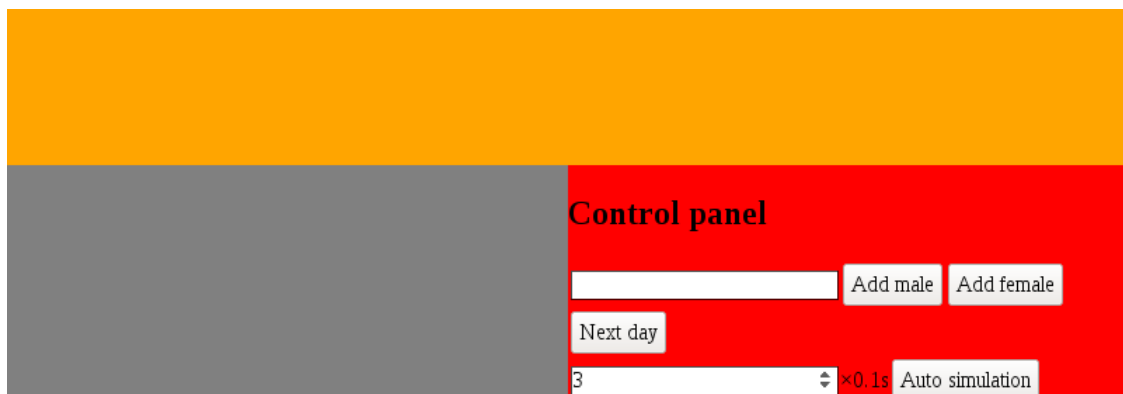 Control panel
Add male Add female
Next day
3 ×0.1s Auto simulation